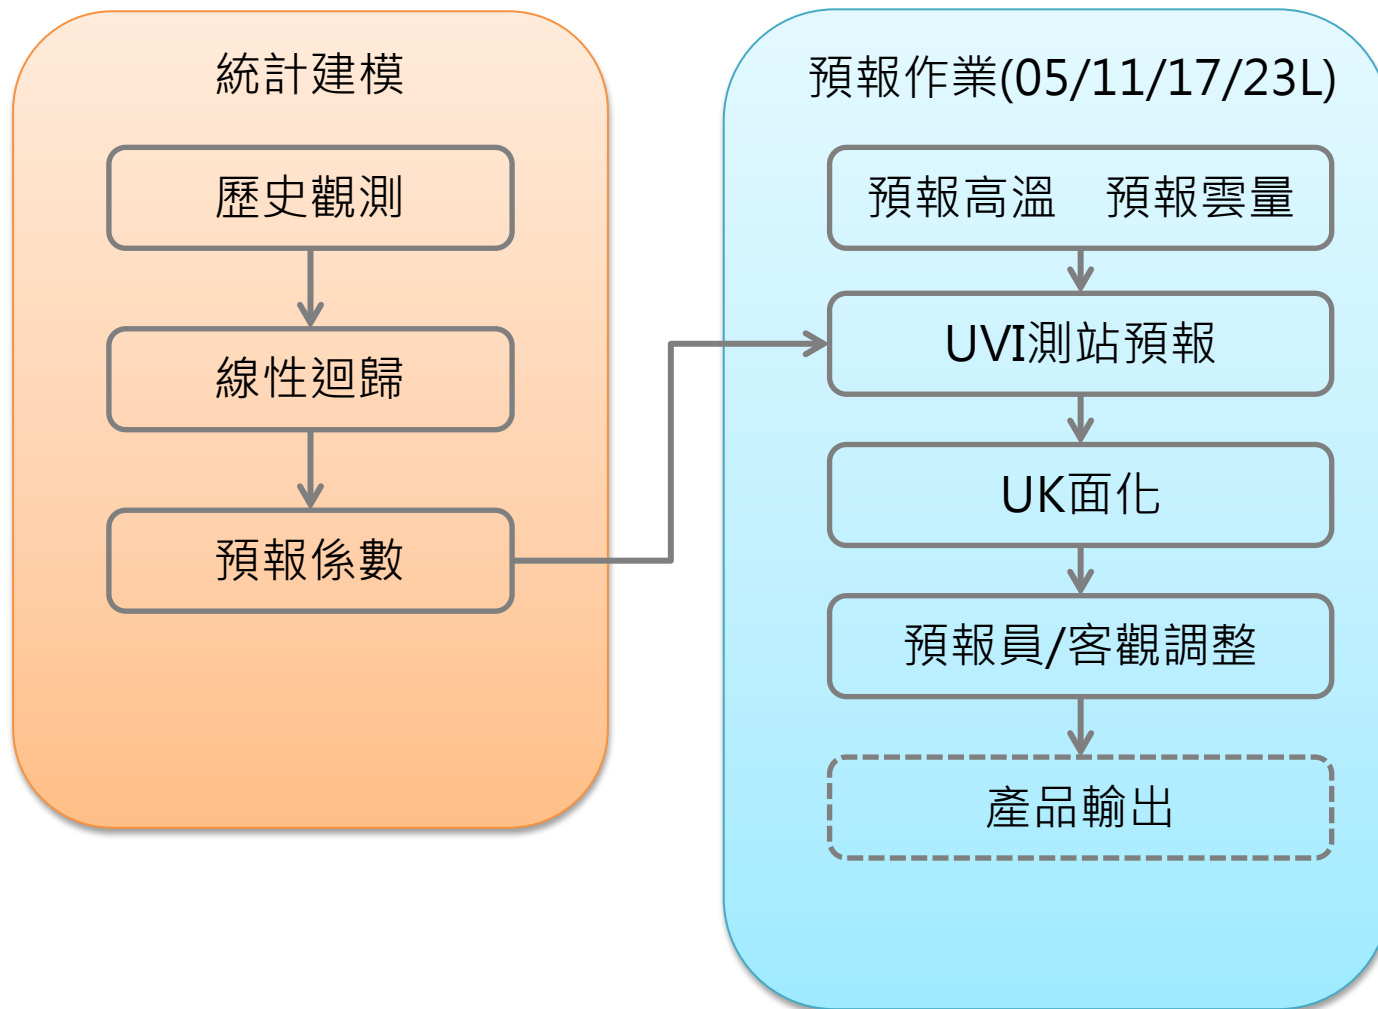 統計建模
歷史觀測
線性迴歸
預報係數
預報作業(05/11/17/23L)
預報高溫　預報雲量
UVI測站預報
UK面化
預報員/客觀調整
產品輸出